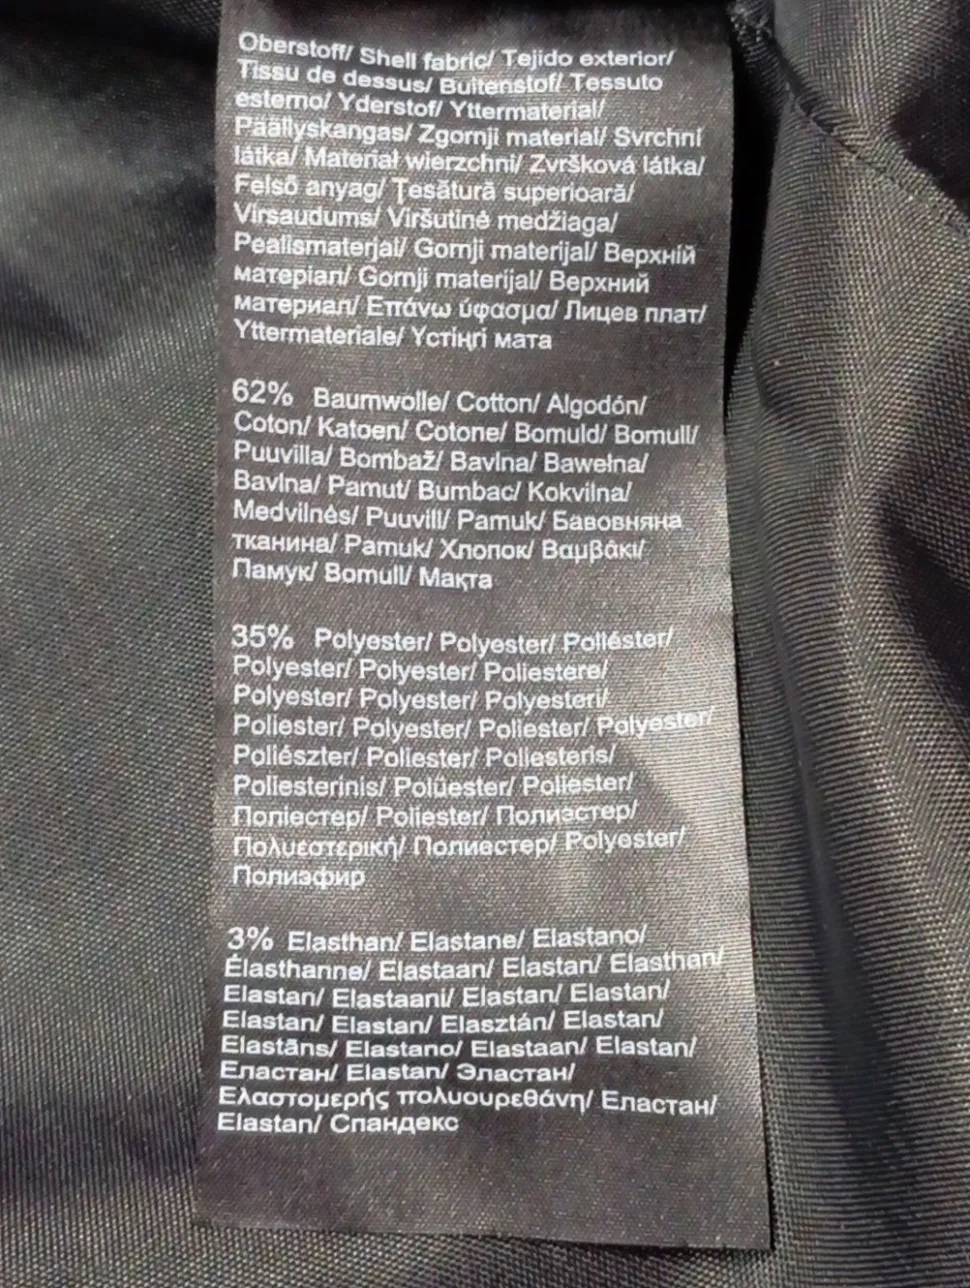 Oberstoff/ Shell fabric/ Tejido exterior/
Tissu de dessus/ Buitenstof/ Tessuto
esterno/ Yderstof/ Yttermaterial/
Päällyskangas/ Zgornji material/ Svrchní
látka/ Materiał wierzchni/ Zvršková látka/
Felső anyag/ Țesătură superioară/
Virsaudums/ Viršutinė medžiaga/
Pealismaterjal/ Gornji materijal/ Верхній
матеріал/ Gornji materijal/ Верхний
материал/ Επάνω ύφασμα/ Лицев плат/
Yttermateriale/ Үстіңгі мата
62% Baumwolle/ Cotton/ Algodón/
Coton/ Katoen/ Cotone/ Bomuld/ Bomull/
Puuvilla/ Bombaž/ Bavlna/ Bawełna/
Bavlna/ Pamut/ Bumbac/ Kokvilna/
Medvilnės/ Puuvill/ Pamuk/ Бавовняна
тканина/ Pamuk/ Хлопок/ Βαμβάκι/
Памук/ Bomull/ Мақта
35% Polyester/ Polyester/ Poliéster/
Polyester/ Polyester/ Poliestere/
Polyester/ Polyester/ Polyesteri/
Poliester/ Polyester/ Poliester/ Polyester/
Poliészter/ Poliester/ Poliesteris/
Poliesterinis/ Polüester/ Poliester/
Поліестер/ Poliester/ Полиэстер/
Πολυεστερική/ Полиестер/ Polyester/
Полиэфир
3% Elasthan/ Elastane/ Elastano/
Élasthanne/ Elastaan/ Elastan/ Elasthan/
Elastan/ Elastaani/ Elastan/ Elastan/
Elastan/ Elastan/ Elasztán/ Elastan/
Elastāns/ Elastano/ Elastaan/ Elastan/
Еластан/ Elastan/ Эластан/
Ελαστομερής πολυουρεθάνη/ Еластан/
Elastan/ Спандекс